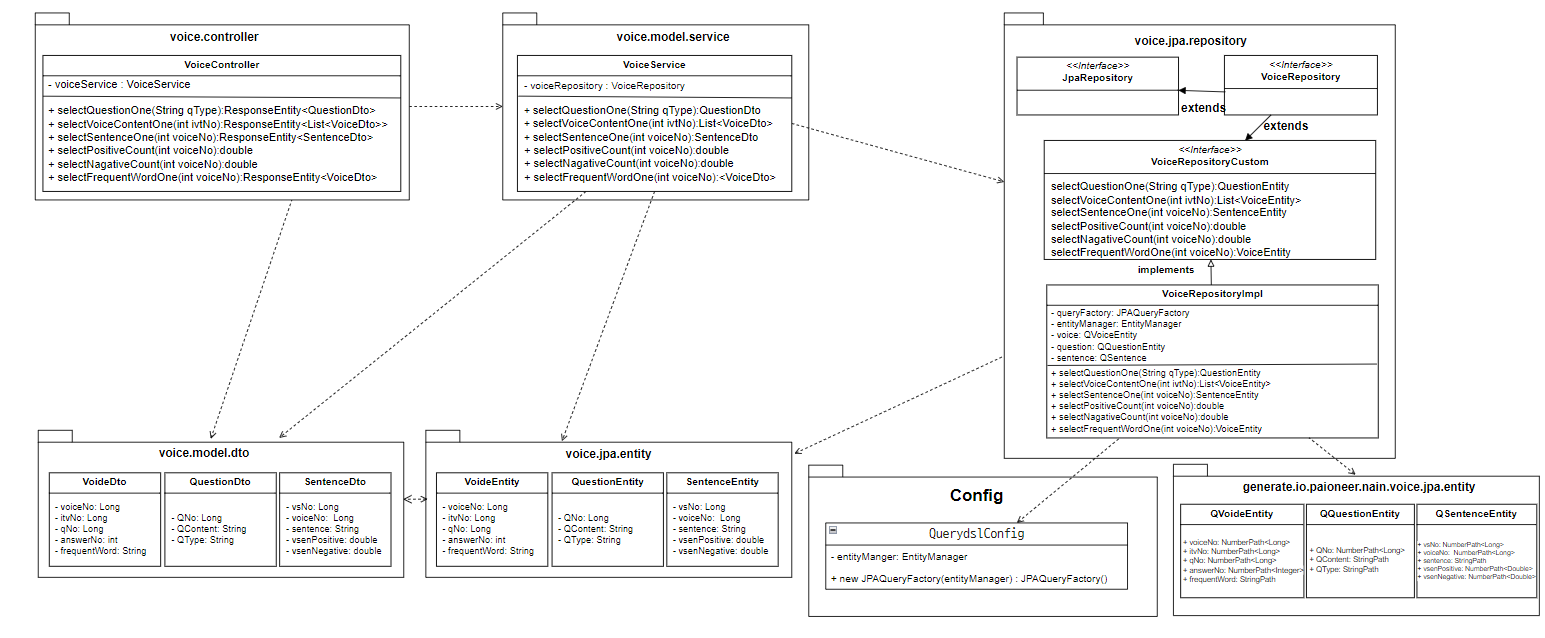 voice.controller
VoiceController
- voiceService : VoiceService
+ selectQuestionOne(String qType):ResponseEntity<QuestionDto>
+ selectVoiceContentOne(int ivtNo):ResponseEntity<List<VoiceDto>>
+ selectSentenceOne(int voiceNo):ResponseEntity<SentenceDto>
+ selectPositiveCount(int voiceNo):double
+ selectNagativeCount(int voiceNo):double
+ selectFrequentWordOne(int voiceNo):ResponseEntity<VoiceDto>
voice.model.service
VoiceService
- voiceRepository : VoiceRepository
+ selectQuestionOne(String qType):QuestionDto
+ selectVoiceContentOne(int ivtNo):List<VoiceDto>
+ selectSentenceOne(int voiceNo):SentenceDto
+ selectPositiveCount(int voiceNo):double
+ selectNagativeCount(int voiceNo):double
+ selectFrequentWordOne(int voiceNo):<VoiceDto>
voice.jpa.repository
<<Interface>>
JpaRepository
<<Interface>>
VoiceRepository
extends
extends
<<Interface>>
VoiceRepositoryCustom
selectQuestionOne(String qType):QuestionEntity
selectVoiceContentOne(int ivtNo):List<VoiceEntity>
selectSentenceOne(int voiceNo):SentenceEntity
selectPositiveCount(int voiceNo):double
selectNagativeCount(int voiceNo):double
selectFrequentWordOne(int voiceNo):VoiceEntity
implements
VoiceRepositoryImpl
- queryFactory: JPAQueryFactory
- entityManager: EntityManager
- voice: QVoiceEntity
- question: QQuestionEntity
- sentence: QSentence
+ selectQuestionOne(String qType):QuestionEntity
+ selectVoiceContentOne(int ivtNo):List<VoiceEntity>
+ selectSentenceOne(int voiceNo):SentenceEntity
+ selectPositiveCount(int voiceNo):double
+ selectNagativeCount(int voiceNo):double
+ selectFrequentWordOne(int voiceNo):VoiceEntity
voice.model.dto
VoideDto
- voiceNo: Long
- itvNo: Long
- qNo: Long
- answerNo: int
- frequentWord: String
QuestionDto
- QNo: Long
- QContent: String
- QType: String
SentenceDto
- vsNo: Long
- voiceNo: Long
- sentence: String
- vsenPositive: double
- vsenNegative: double
voice.jpa.entity
VoideEntity
- voiceNo: Long
- itvNo: Long
- qNo: Long
- answerNo: int
- frequentWord: String
QuestionEntity
- QNo: Long
- QContent: String
- QType: String
SentenceEntity
- vsNo: Long
- voiceNo: Long
- sentence: String
- vsenPositive: double
- vsenNegative: double
Config
QuerydslConfig
- entityManger: EntityManager
+ new JPAQueryFactory(entityManager) : JPAQueryFactory()
generate.io.paioneer.nain.voice.jpa.entity
QVoideEntity
+ voiceNo: NumberPath<Long>
+ itvNo: NumberPath<Long>
+ qNo: NumberPath<Long>
+ answerNo: NumberPath<Integer>
+ frequentWord: StringPath
QQuestionEntity
+ QNo: NumberPath<Long>
+ QContent: StringPath
+ QType: StringPath
QSentenceEntity
+ vsNo: NumberPath<Long>
+ voiceNo: NumberPath<Long>
+ sentence: StringPath
+ vsenPositive: NumberPath<Double>
+ vsenNegative: NumberPath<Double>